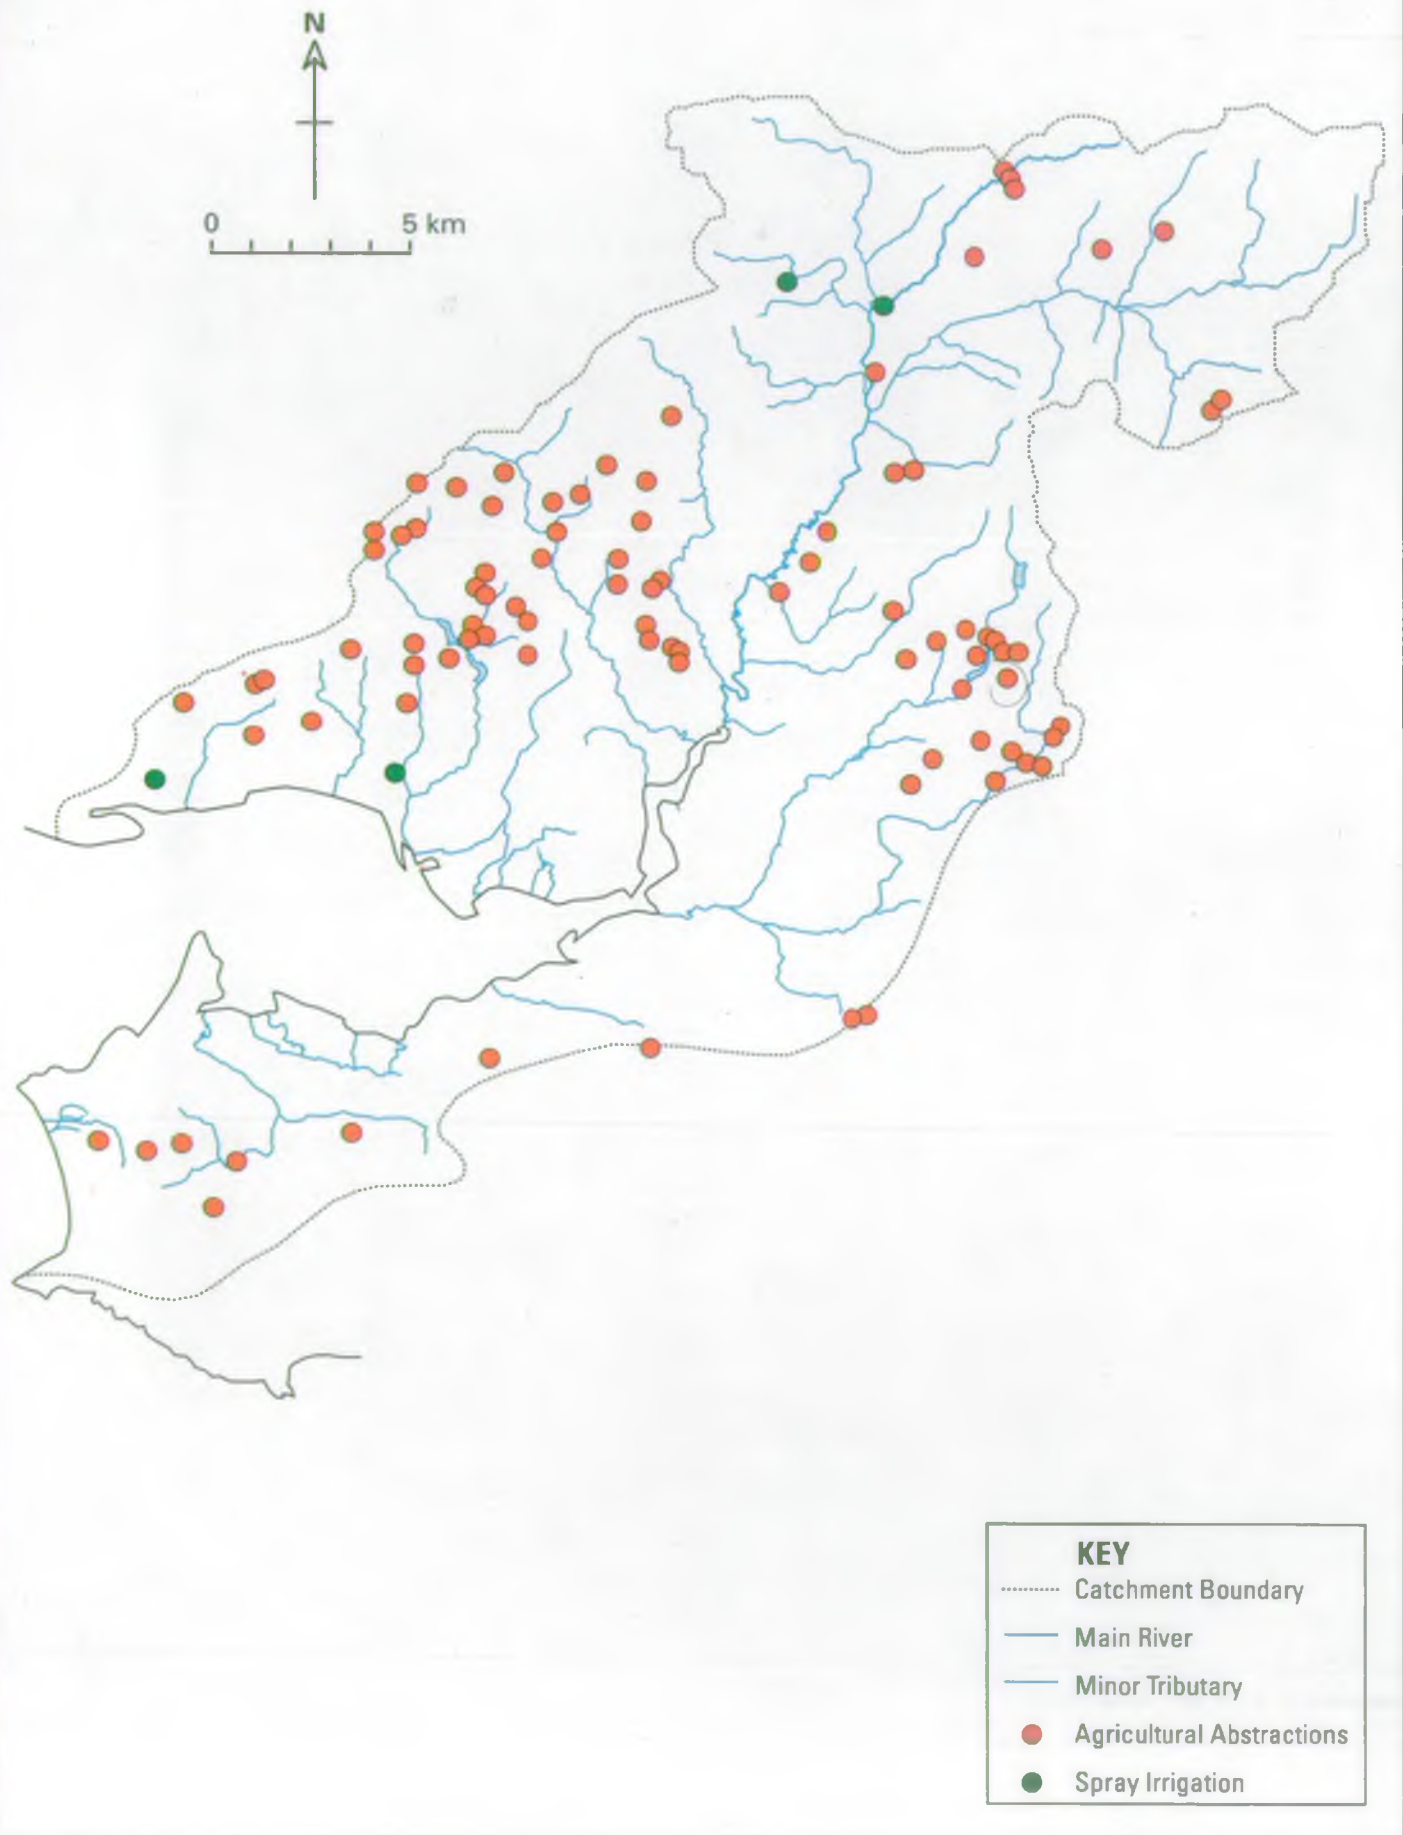 N
0 5 km
KEY
Catchment Boundary
Main River
Minor Tributary
Agricultural Abstractions
Spray Irrigation